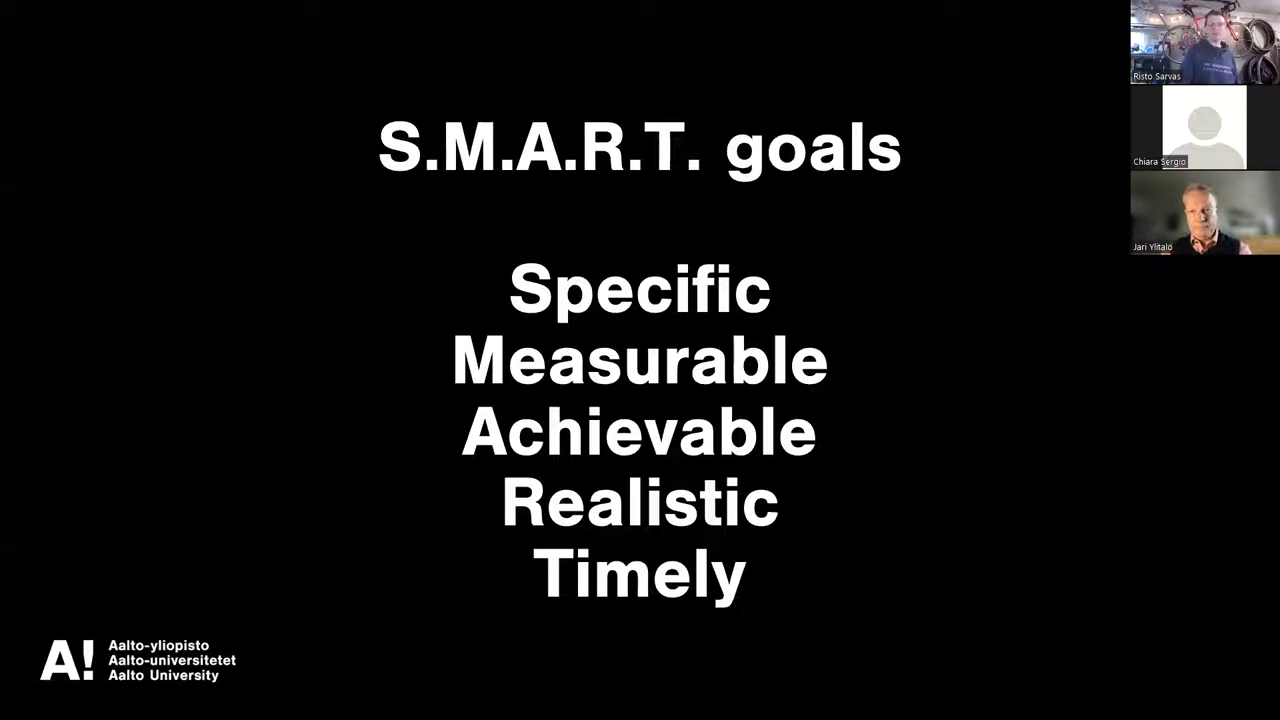 S.M.A.R.T. goals
Specific
Measurable
Achievable
Realistic
Timely
A! Aalto-yliopisto
Aalto-universitetet
Aalto University
Risto Sarvas
Chiara Sergio
Jari Ylitalo